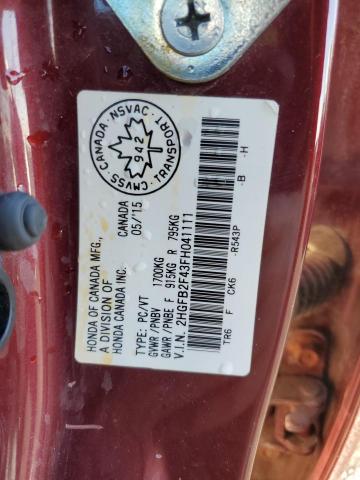 CANADA - NSVAC
TRANSPORT - CMVSS
942
HONDA OF CANADA MFG.,
A DIVISION OF
HONDA CANADA INC.
CANADA
05/'15
TYPE: PC/VT
GVWR/PNBV 1700KG
GAWR/PNBE F 915KG R 795KG
V.I.N. 2HGFB2F43FH041111
TR6 F CK6 -R543P -B -H